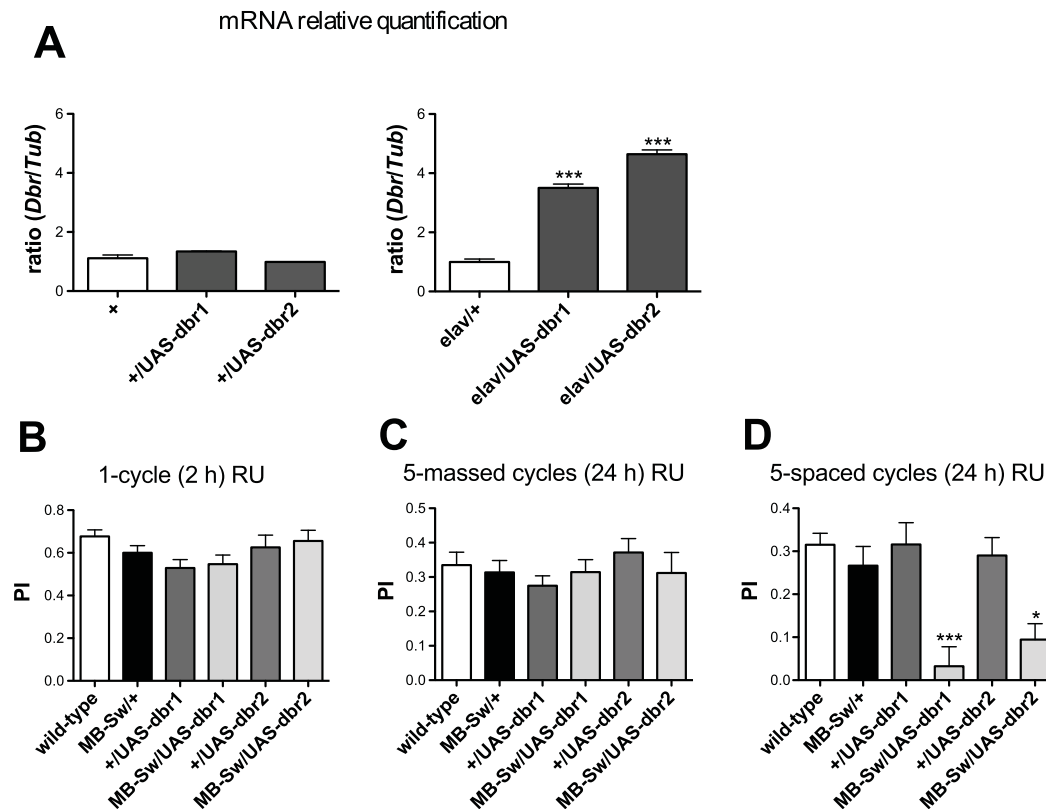 mRNA relative quantification
A
ratio (Dbr/Tub)
6
4
2
0
+
+/UAS-dbr1
+/UAS-dbr2
ratio (Dbr/Tub)
6
4
2
0
***
***
elav/+
elav/UAS-dbr1
elav/UAS-dbr2
B
1-cycle (2 h) RU
PI
0.8
0.6
0.4
0.2
0.0
wild-type
MB-Sw/+
+/UAS-dbr1
MB-Sw/UAS-dbr1
+/UAS-dbr2
MB-Sw/UAS-dbr2
C
5-massed cycles (24 h) RU
PI
0.5
0.4
0.3
0.2
0.1
0.0
wild-type
MB-Sw/+
+/UAS-dbr1
MB-Sw/UAS-dbr1
+/UAS-dbr2
MB-Sw/UAS-dbr2
D
5-spaced cycles (24 h) RU
PI
0.4
0.3
0.2
0.1
0.0
***
*
wild-type
MB-Sw/+
+/UAS-dbr1
MB-Sw/UAS-dbr1
+/UAS-dbr2
MB-Sw/UAS-dbr2